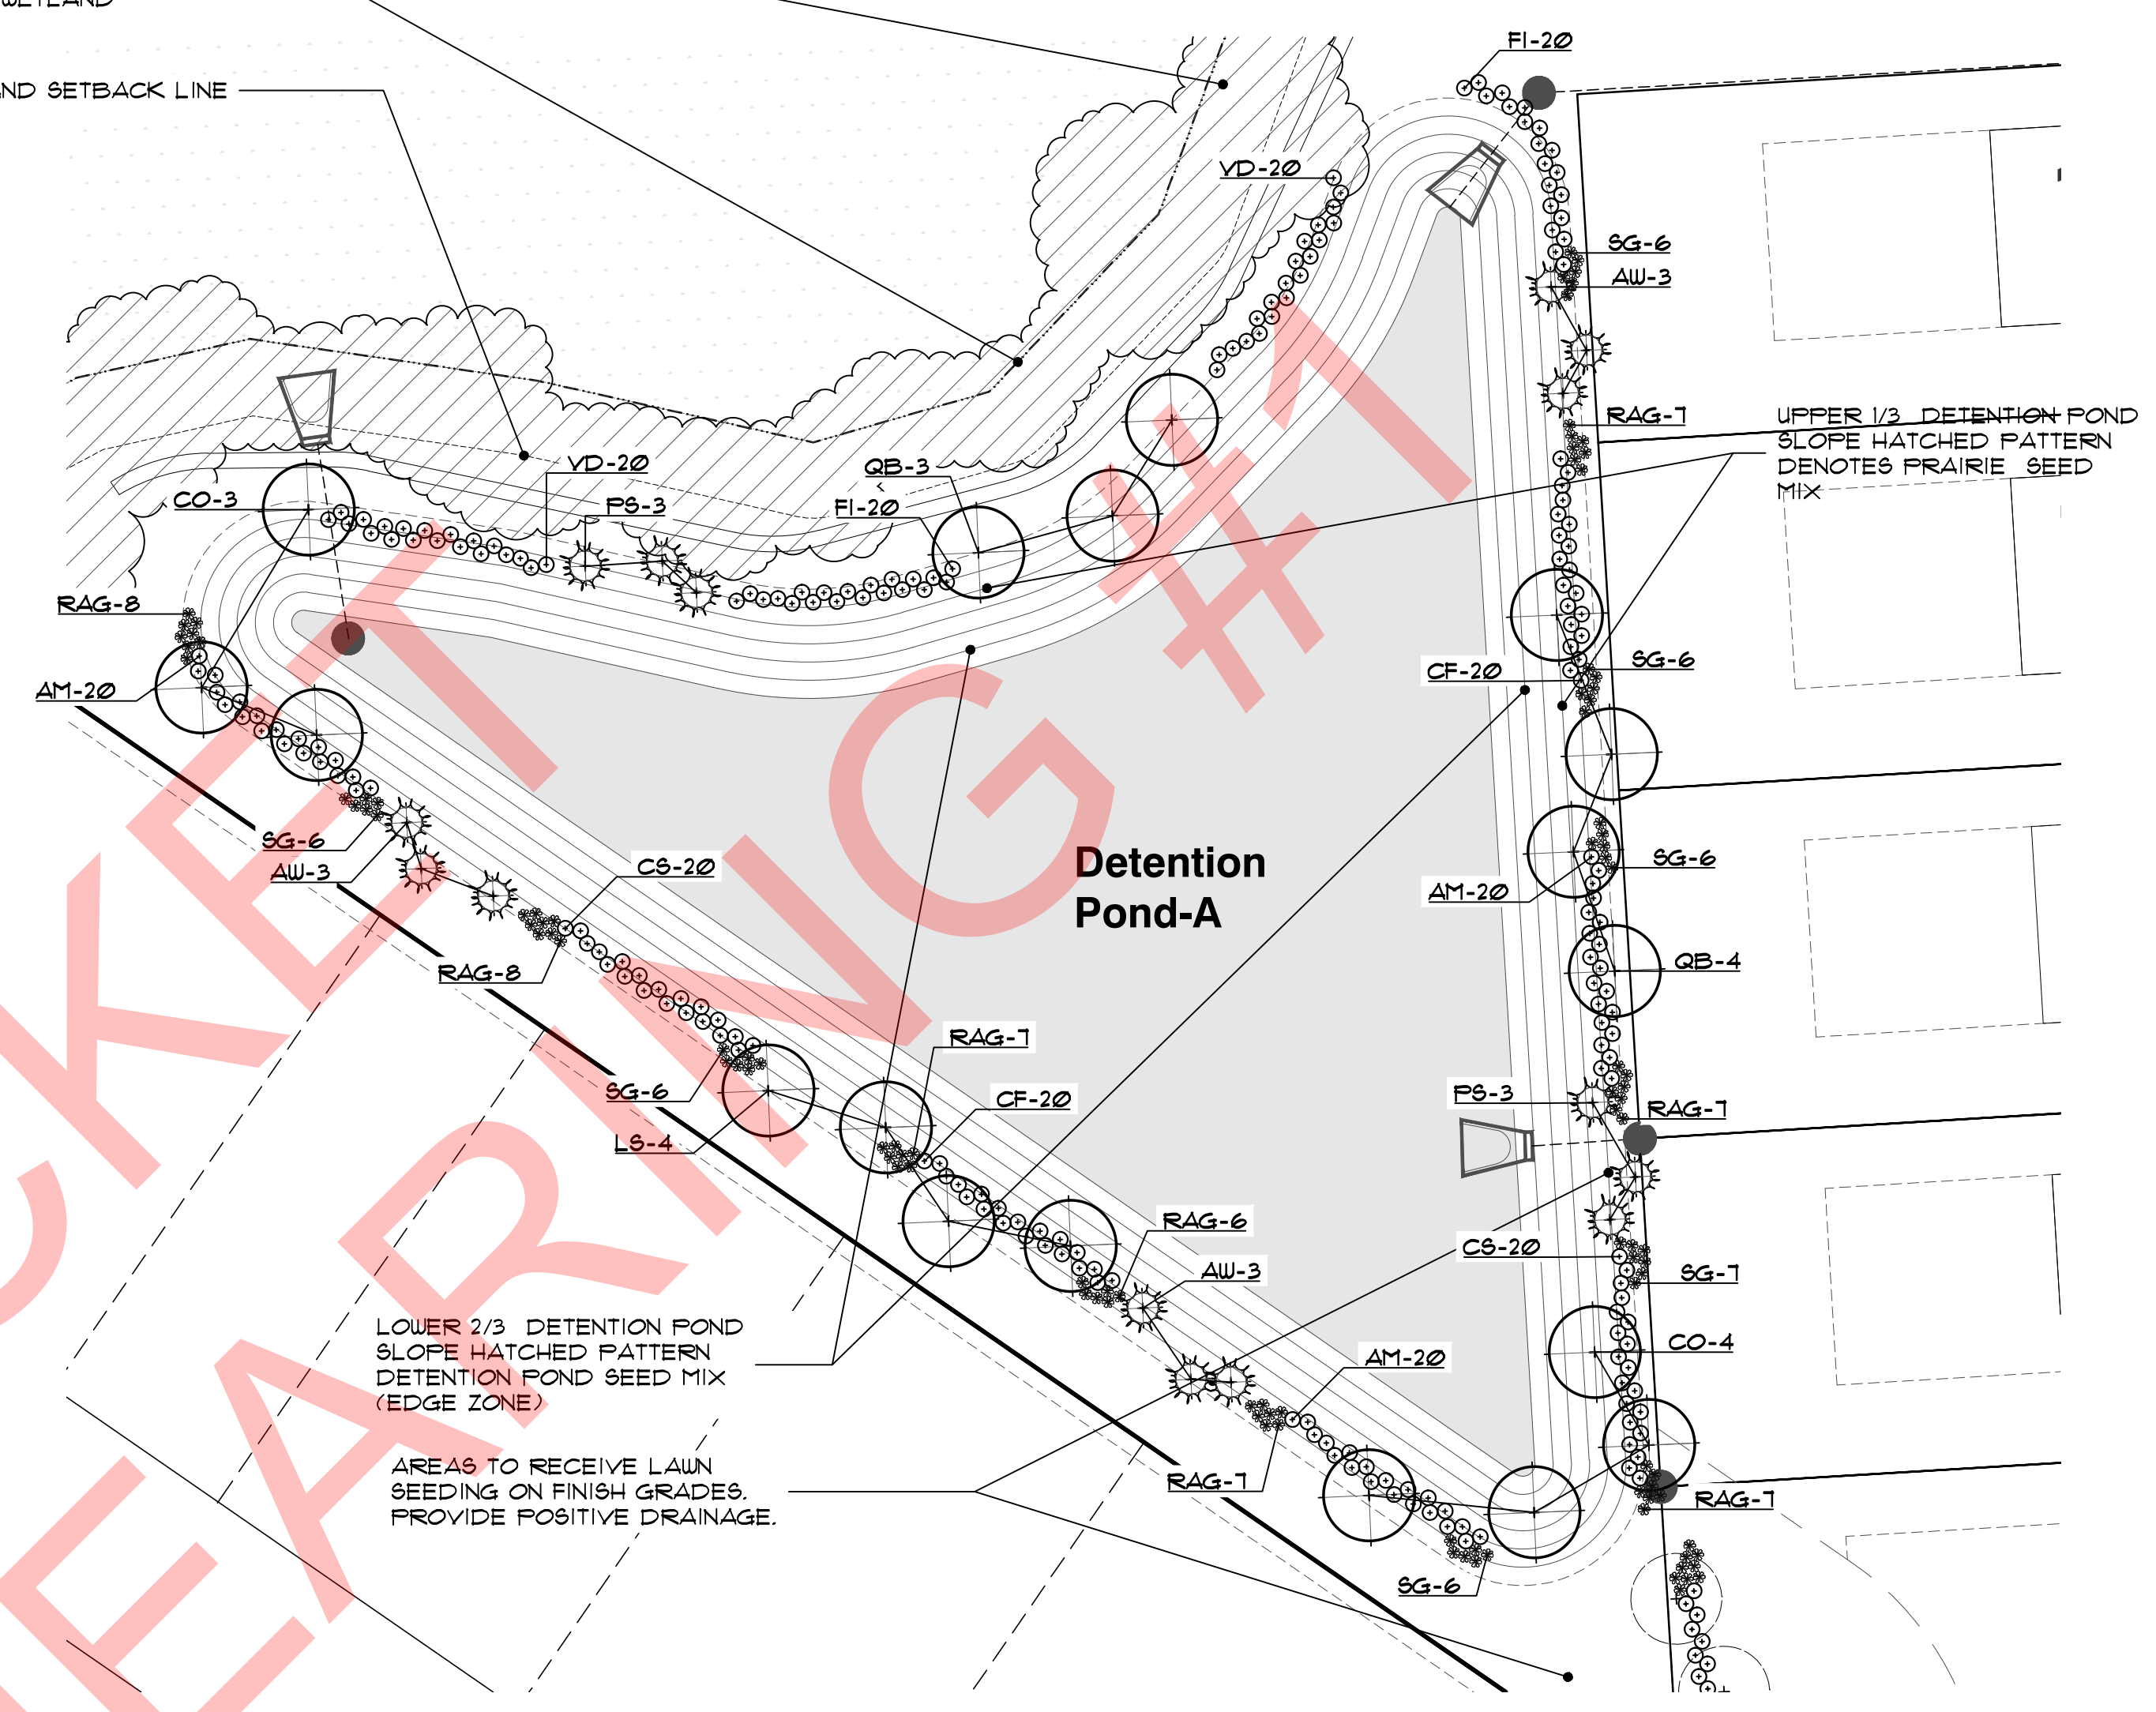 WETLAND
ND SETBACK LINE
FI-20
VD-20
SG-6
AW-3
RAG-7
UPPER 1/3 DETENTION POND
SLOPE HATCHED PATTERN
DENOTES PRAIRIE SEED
MIX
VD-20
QB-3
CO-3
PS-3
FI-20
RAG-8
AM-20
CF-20
SG-6
SG-6
AW-3
CS-20
Detention
Pond-A
SG-6
AM-20
RAG-8
QB-4
RAG-7
SG-6
CF-20
LS-4
PS-3
RAG-7
RAG-6
AW-3
CS-20
SG-7
LOWER 2/3 DETENTION POND
SLOPE HATCHED PATTERN
DETENTION POND SEED MIX
(EDGE ZONE)
AM-20
CO-4
AREAS TO RECEIVE LAWN
SEEDING ON FINISH GRADES.
PROVIDE POSITIVE DRAINAGE.
RAG-7
RAG-7
SG-6
CKET
EARING #1